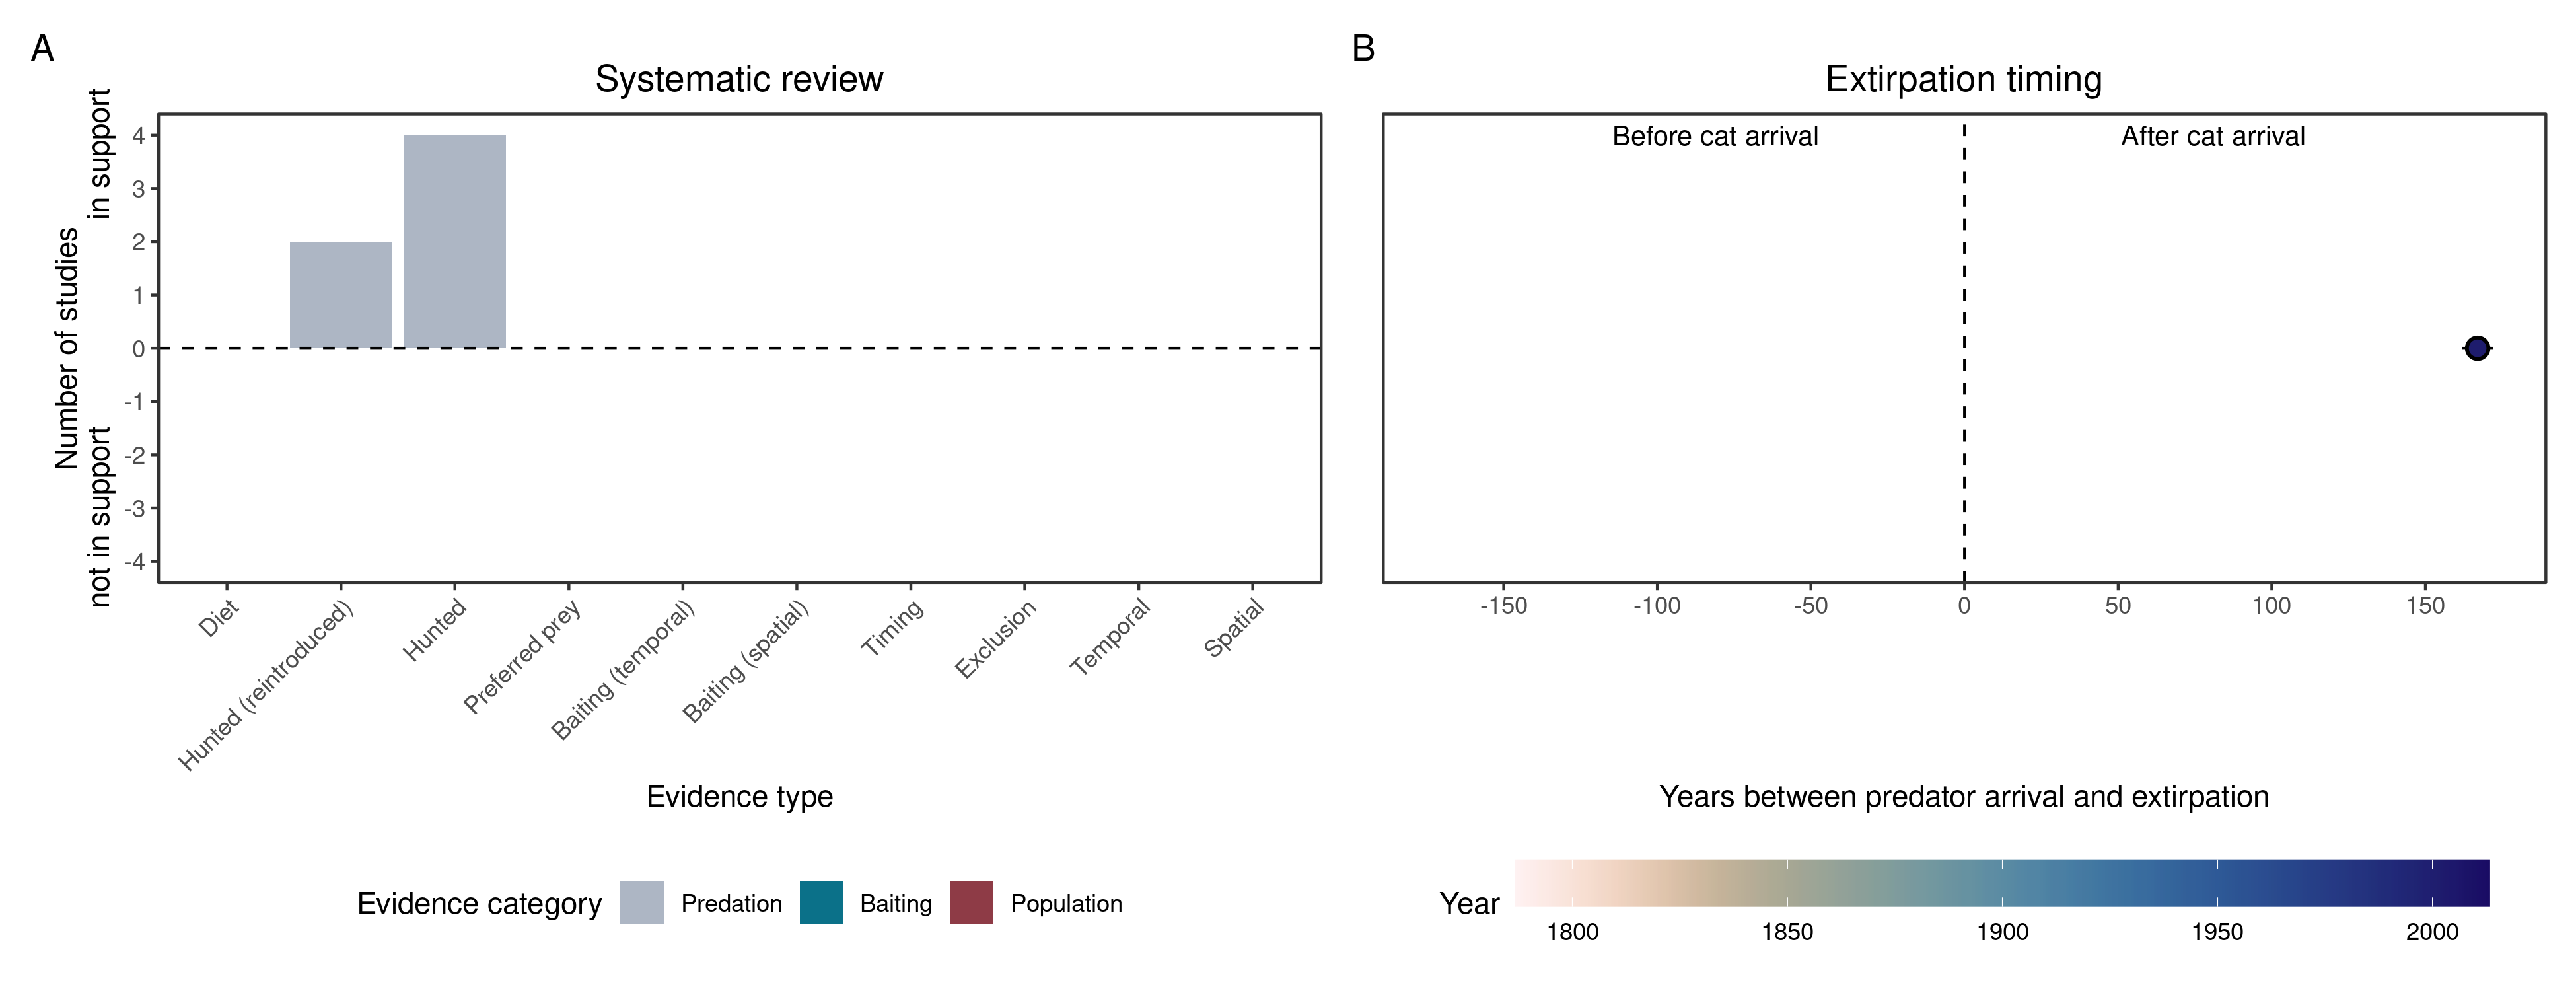 A
Systematic review
in support
Number of studies
not in support
4
3
2
1
0
-1
-2
-3
-4
Diet
Hunted (reintroduced)
Hunted
Preferred prey
Baiting (temporal)
Baiting (spatial)
Timing
Exclusion
Temporal
Spatial
Evidence type
Evidence category
Predation
Baiting
Population
B
Extirpation timing
Before cat arrival
After cat arrival
-150
-100
-50
0
50
100
150
Years between predator arrival and extirpation
Year
1800
1850
1900
1950
2000